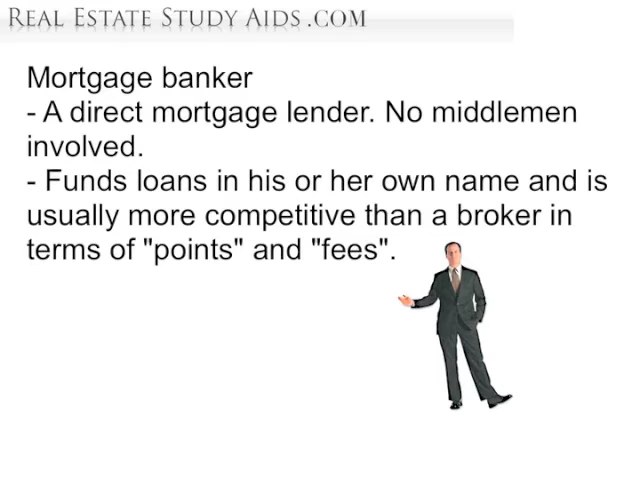 REAL ESTATE STUDY AIDS.COM
Mortgage banker
- A direct mortgage lender. No middlemen
involved.
- Funds loans in his or her own name and is
usually more competitive than a broker in
terms of "points" and "fees".